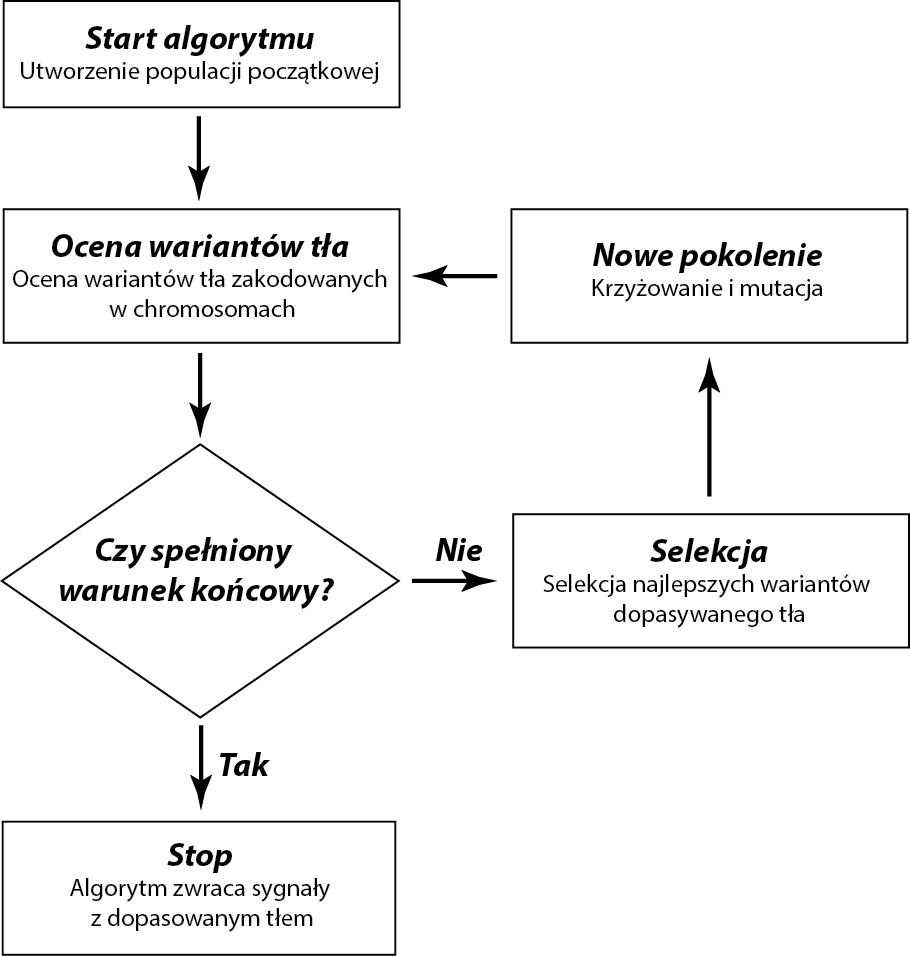 Start algorytmu
Utworzenie populacji początkowej
Ocena wariantów tła
Ocena wariantów tła zakodowanych
w chromosomach
Nowe pokolenie
Krzyżowanie i mutacja
Czy spełniony
warunek końcowy?
Nie
Selekcja
Selekcja najlepszych wariantów
dopasywanego tła
Tak
Stop
Algorytm zwraca sygnały
z dopasowanym tłem